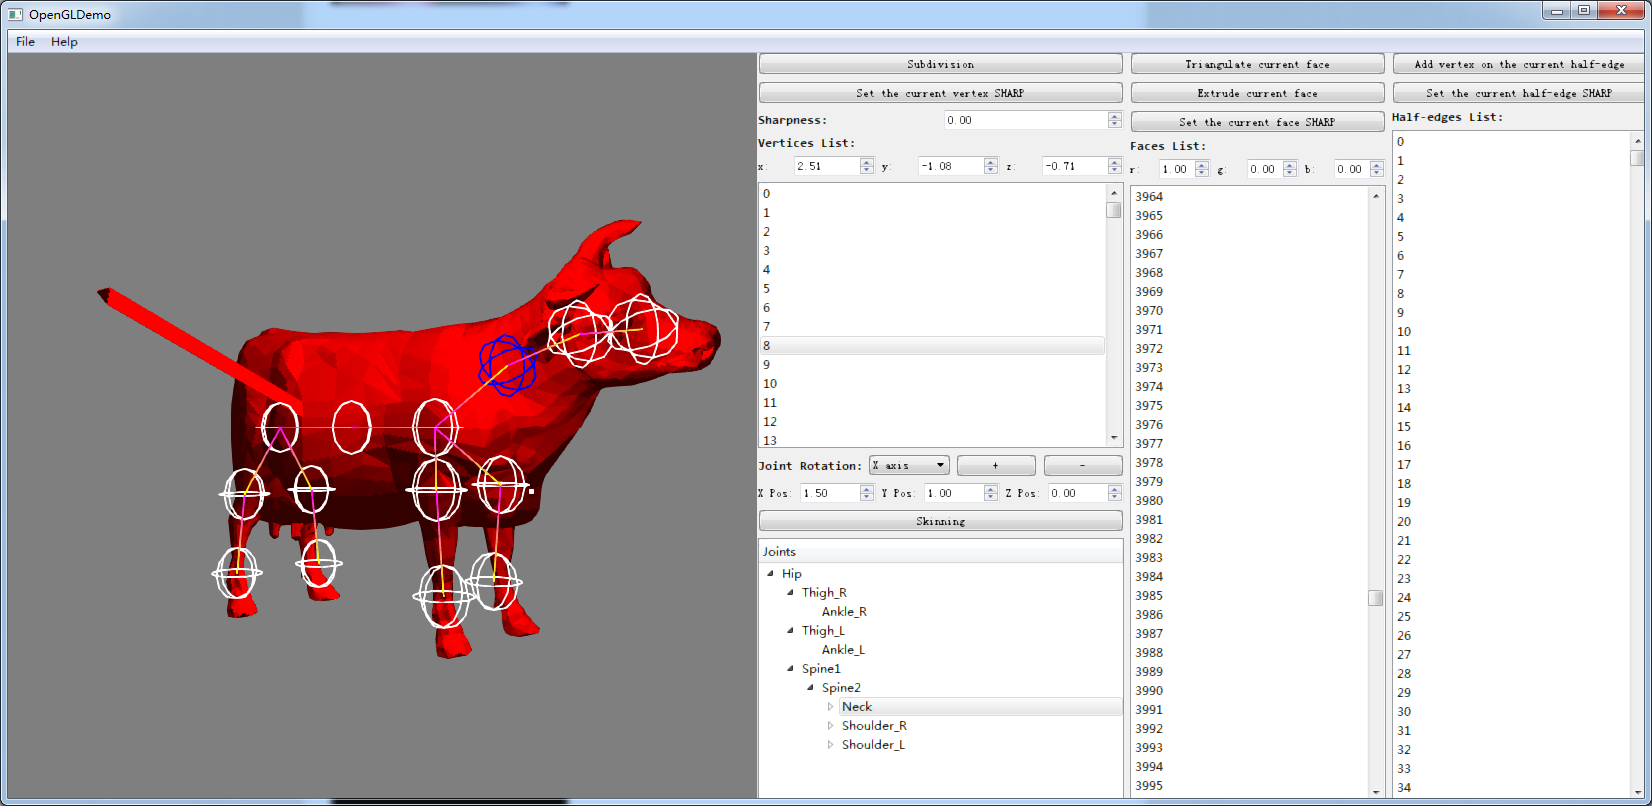 OpenGLDemo
File Help
Subdivision
Set the current vertex SHARP
Sharpness: 0.00
Vertices List:
x: 2.51 y: -1.08 z: -0.71
0
1
2
3
4
5
6
7
8
9
10
11
12
13
Joint Rotation: X axis + -
X Pos: 1.50 Y Pos: 1.00 Z Pos: 0.00
Skinning
Joints
Hip
Thigh_R
Ankle_R
Thigh_L
Ankle_L
Spine1
Spine2
Neck
Shoulder_R
Shoulder_L
Triangulate current face
Extrude current face
Set the current face SHARP
Faces List:
r: 1.00 g: 0.00 b: 0.00
3964
3965
3966
3967
3968
3969
3970
3971
3972
3973
3974
3975
3976
3977
3978
3979
3980
3981
3982
3983
3984
3985
3986
3987
3988
3989
3990
3991
3992
3993
3994
3995
Add vertex on the current half-edge
Set the current half-edge SHARP
Half-edges List:
0
1
2
3
4
5
6
7
8
9
10
11
12
13
14
15
16
17
18
19
20
21
22
23
24
25
26
27
28
29
30
31
32
33
34